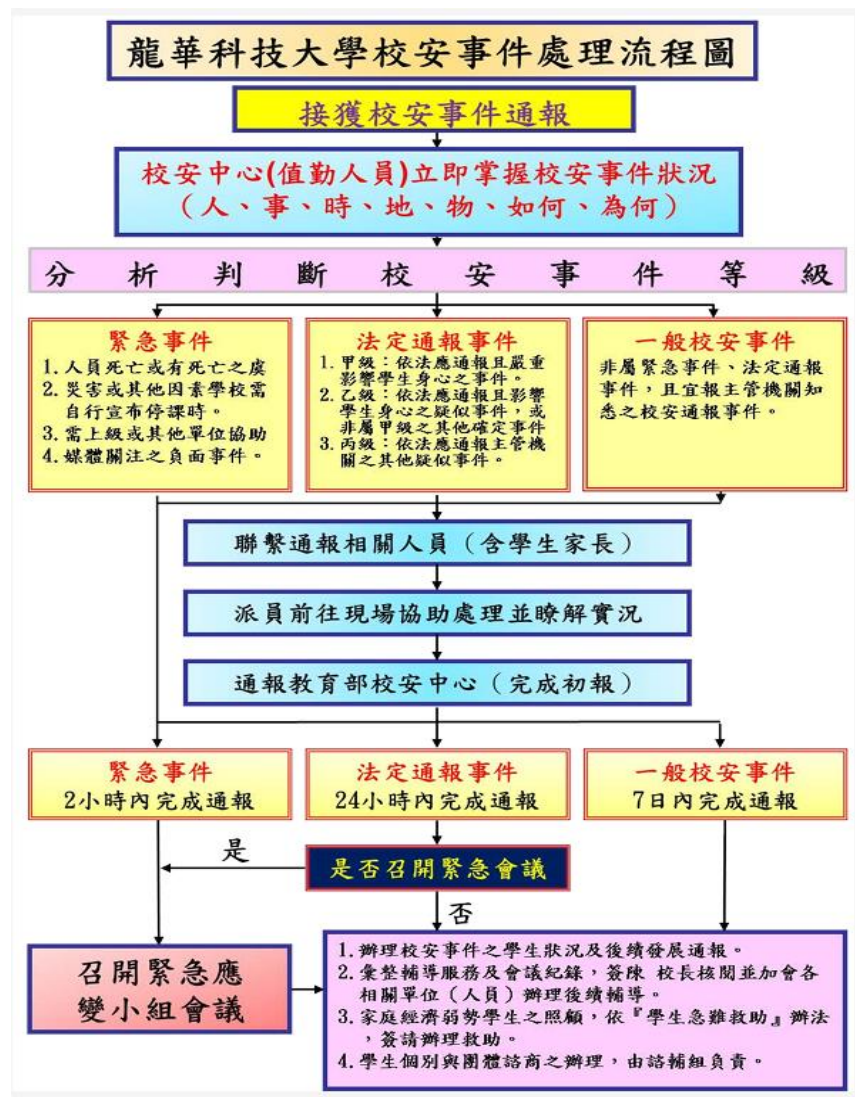 龍華科技大學校安事件處理流程圖
接獲校安事件通報
校安中心(值勤人員)立即掌握校安事件狀況
（人、事、時、地、物、如何、為何）
分析判斷校安事件等級
緊急事件
1.人員死亡或有死亡之虞
2.災害或其他因素學校需
自行宣布停課時。
3.需上級或其他單位協助
4.媒體關注之負面事件。
法定通報事件
1.甲級：依法應通報且嚴重
影響學生身心之事件。
2.乙級：依法應通報且影響
學生身心之疑似事件，或
非屬甲級之其他確定事件
3.丙級：依法應通報主管機
關之其他疑似事件。
一般校安事件
非屬緊急事件、法定通報
事件，且宜報主管機關知
悉之校安通報事件。
聯繫通報相關人員（含學生家長）
派員前往現場協助處理並瞭解實況
通報教育部校安中心（完成初報）
緊急事件
2小時內完成通報
法定通報事件
24小時內完成通報
一般校安事件
7日內完成通報
是
是否召開緊急會議
否
召開緊急應
變小組會議
1.辦理校安事件之學生狀況及後續發展通報。
2.彙整輔導服務及會議紀錄，簽陳 校長核閱並加會各
相關單位（人員）辦理後續輔導。
3.家庭經濟弱勢學生之照顧，依『學生急難救助』辦法
，簽請辦理救助。
4.學生個別與團體諮商之辦理，由諮輔組負責。